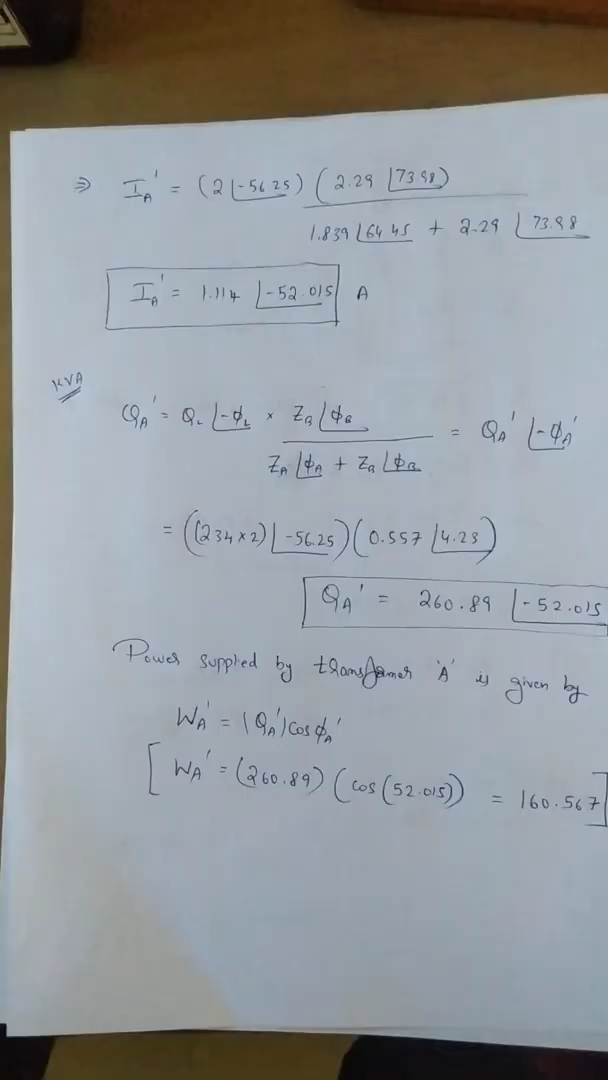 ⇒ I_A' = (2 ∠-56.25) (2.29 ∠73.98)
1.839 ∠64.45 + 2.29 ∠73.98
I_A' = 1.114 ∠-52.015 A
KVA
Q_A' = Q_L ∠-ϕ_L × Z_B ∠ϕ_B = Q_A' ∠-ϕ_A'
Z_A ∠ϕ_A + Z_B ∠ϕ_B
= ((234×2) ∠-56.25) (0.557 ∠4.23)
Q_A' = 260.89 ∠-52.015
Power supplied by transformer 'A' is given by
W_A' = |Q_A'| cos ϕ_A'
[ W_A' = (260.89) (cos(52.015)) = 160.567 ]